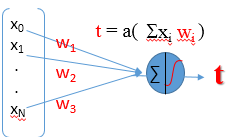 t = a( ∑xi wi )
x0
x1
.
.
xN
w1
w2
w3
∑
t